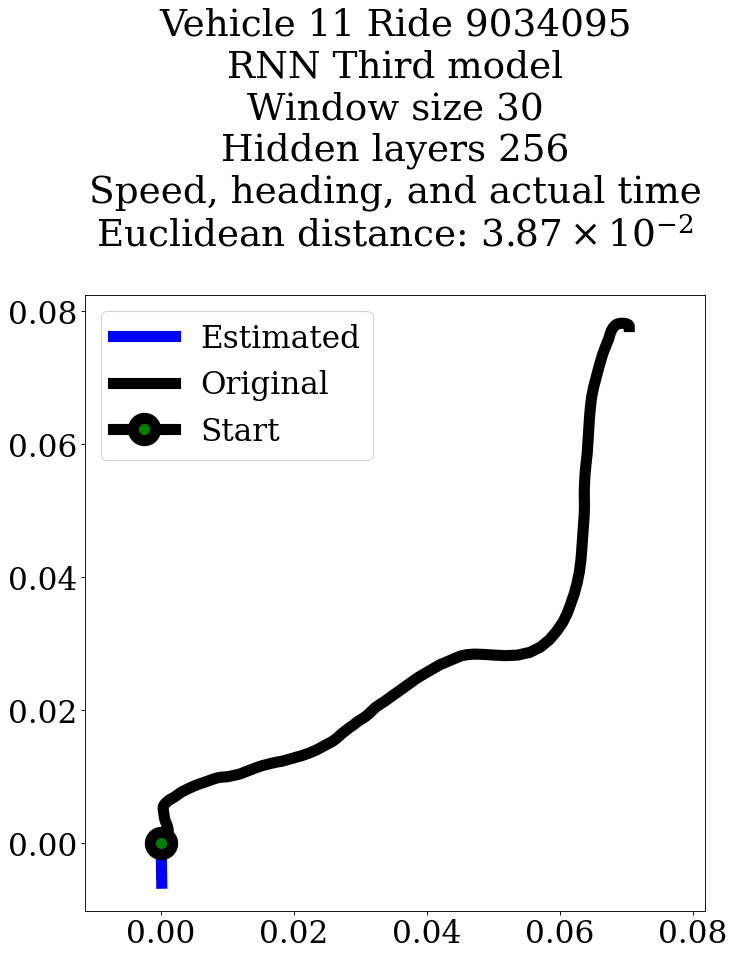 Vehicle 11 Ride 9034095
RNN Third model
Window size 30
Hidden layers 256
Speed, heading, and actual time
Euclidean distance: 3.87 × 10⁻²
0.08
0.06
0.04
0.02
0.00
Estimated
Original
Start
0.00 0.02 0.04 0.06 0.08